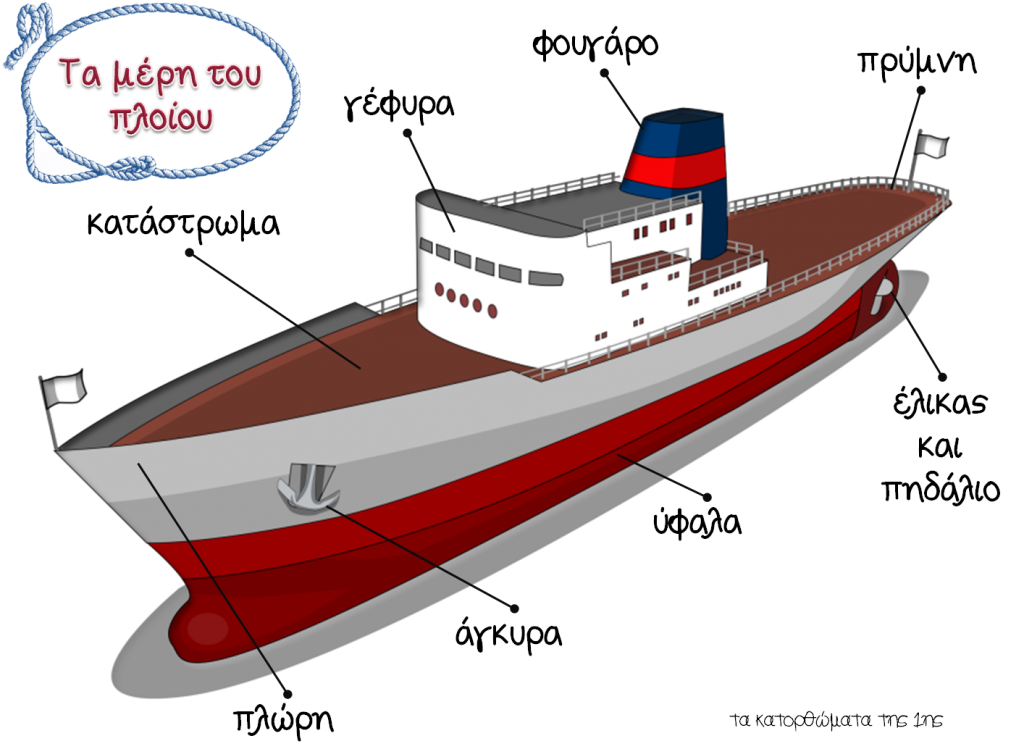 Τα μέρη του
πλοίου
φουγάρο
πρύμνη
γέφυρα
κατάστρωμα
έλικας
και
πηδάλιο
ύφαλα
άγκυρα
πλώρη
τα κατορθώματα της 1ης